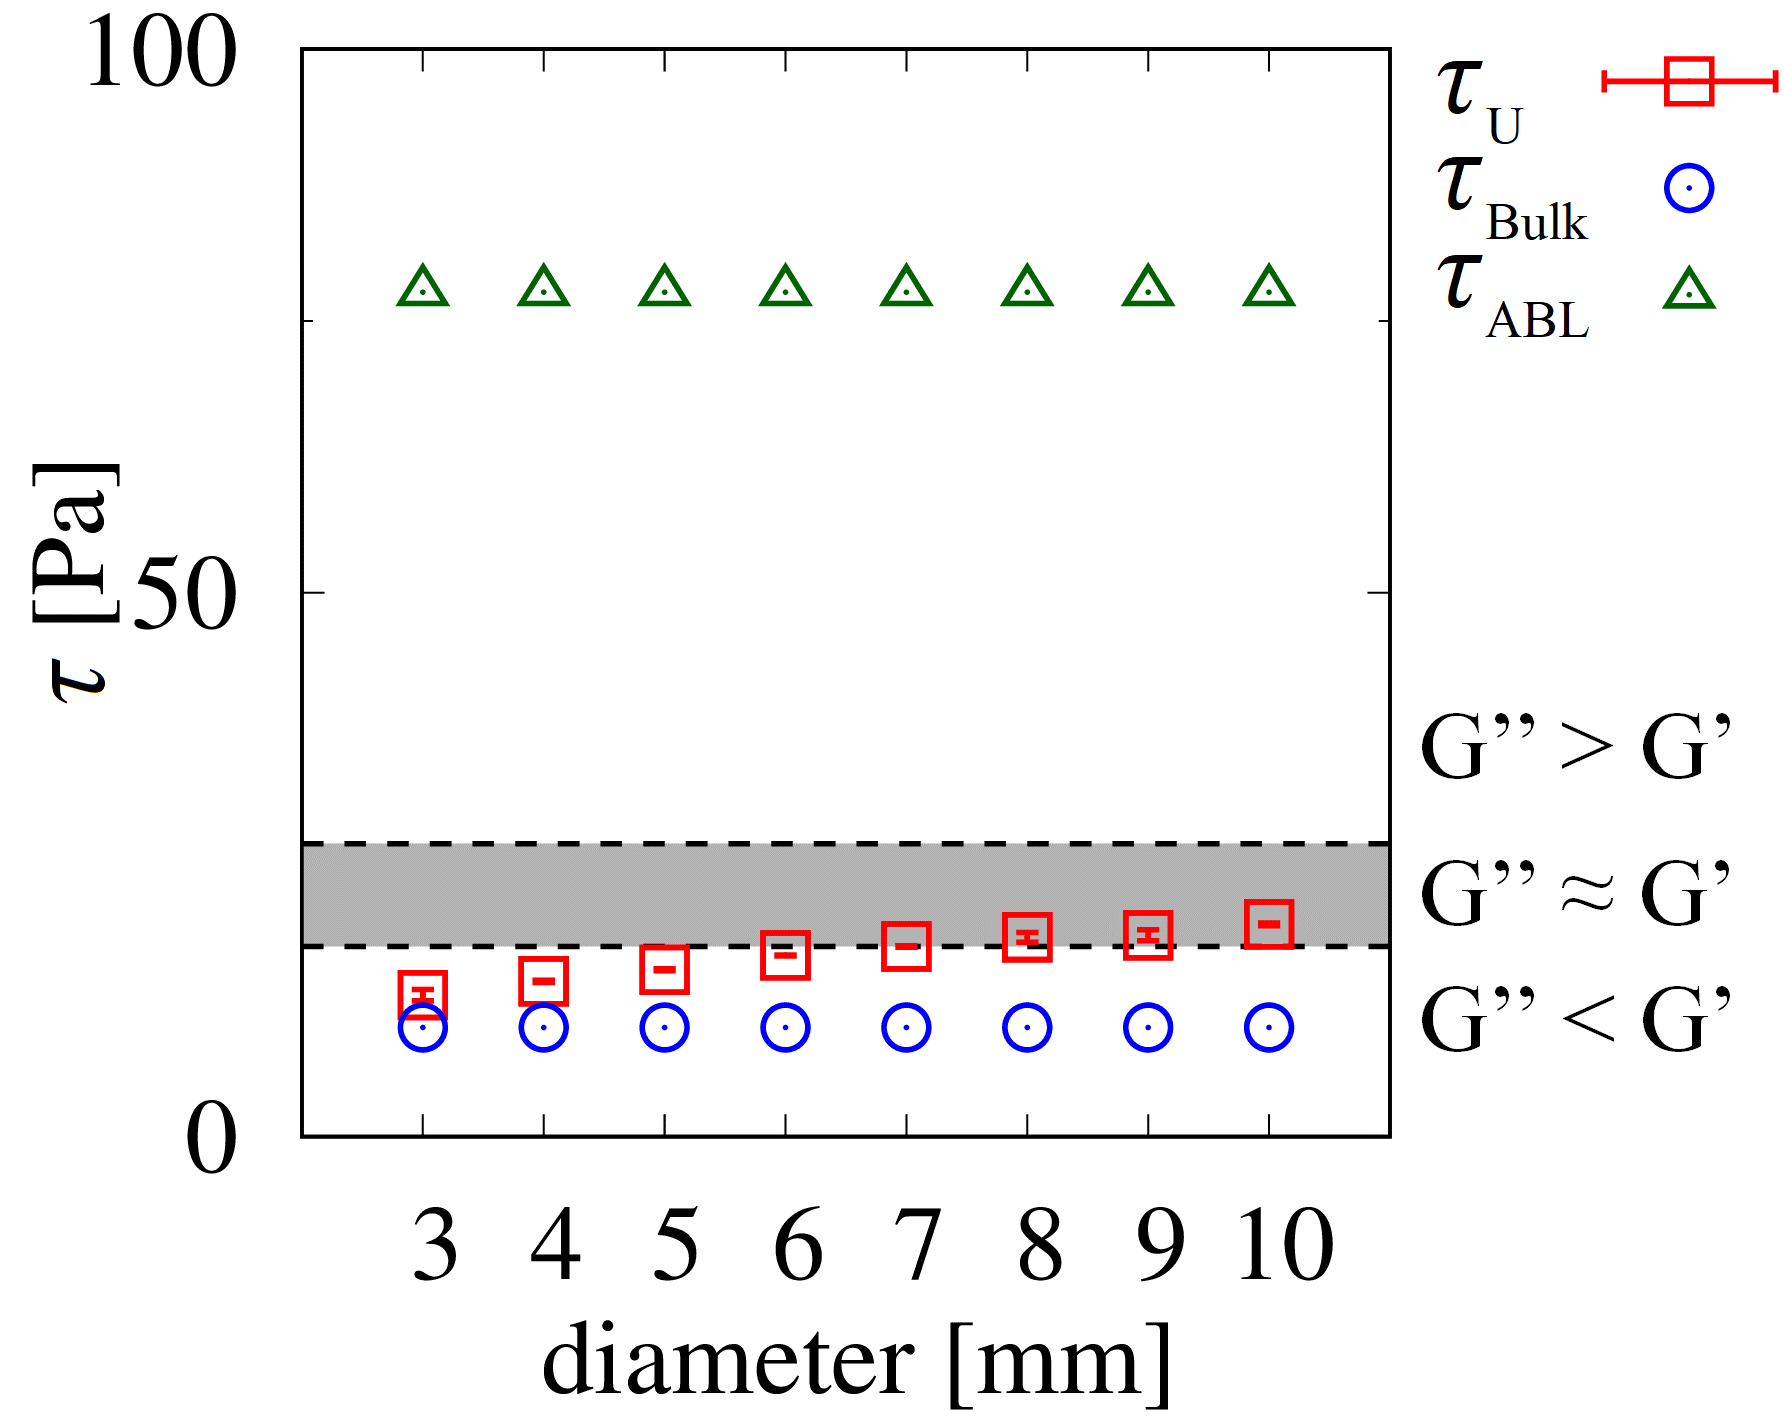 100
50
0
τ [Pa]
3 4 5 6 7 8 9 10
diameter [mm]
τU
τBulk
τABL
G” > G’
G” ≈ G’
G” < G’